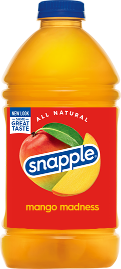 NEW LOOK
SAME
GREAT
TASTE
ALL NATURAL
snapple
mango madness